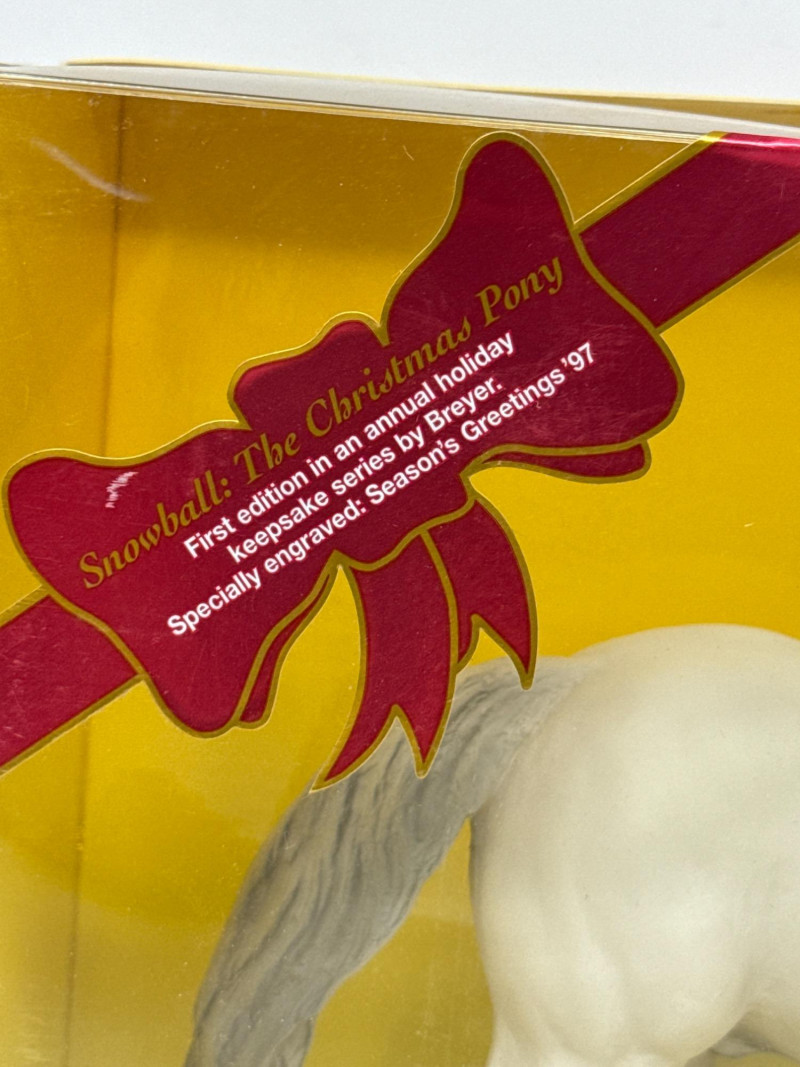 Snowball: The Christmas Pony
First edition in an annual holiday
keepsake series by Breyer.
Specially engraved: Season's Greetings '97